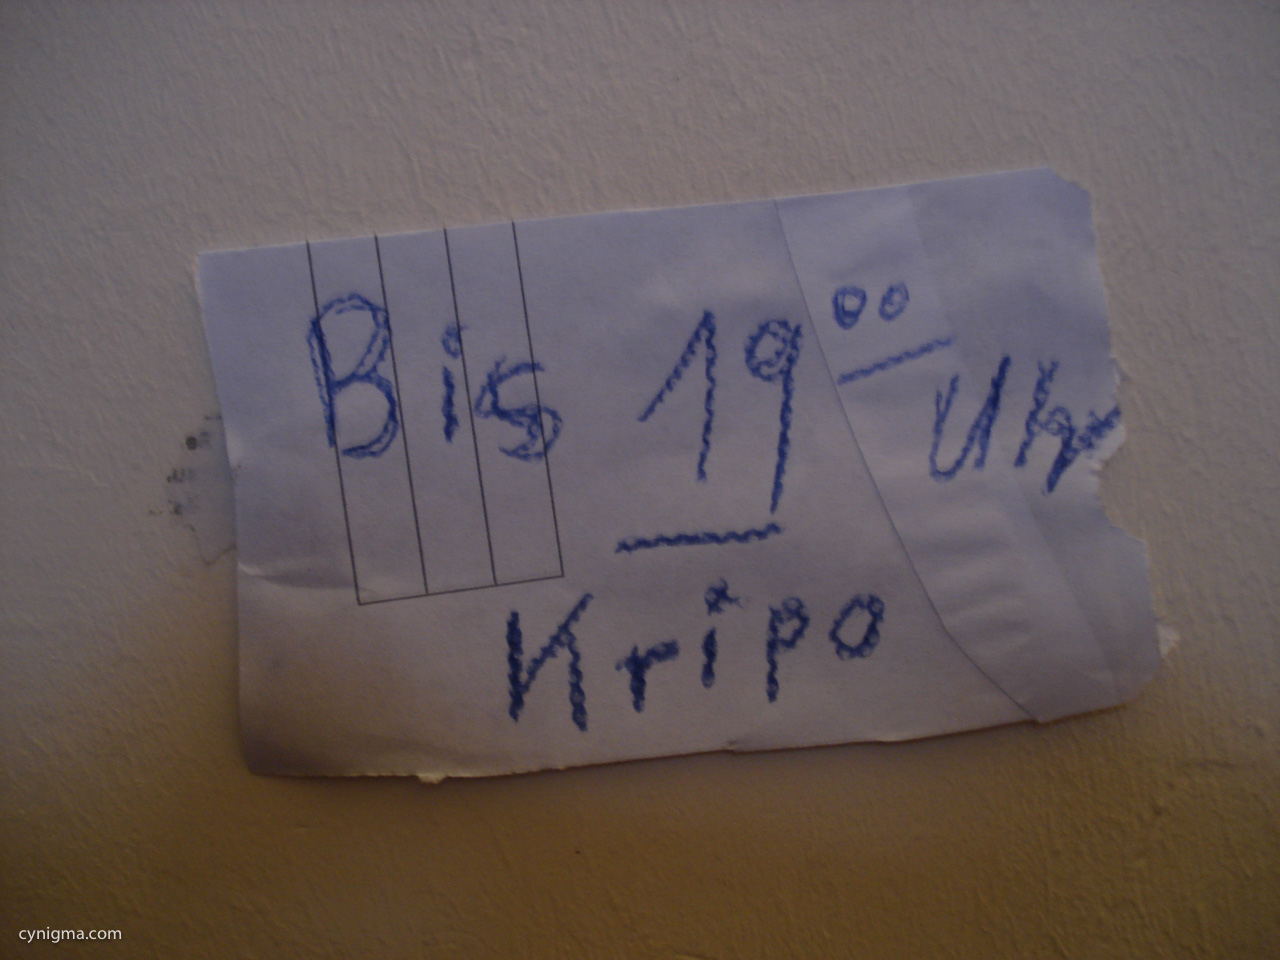 Bis 19⁰⁰ Uhr
Kripo
cynigma.com